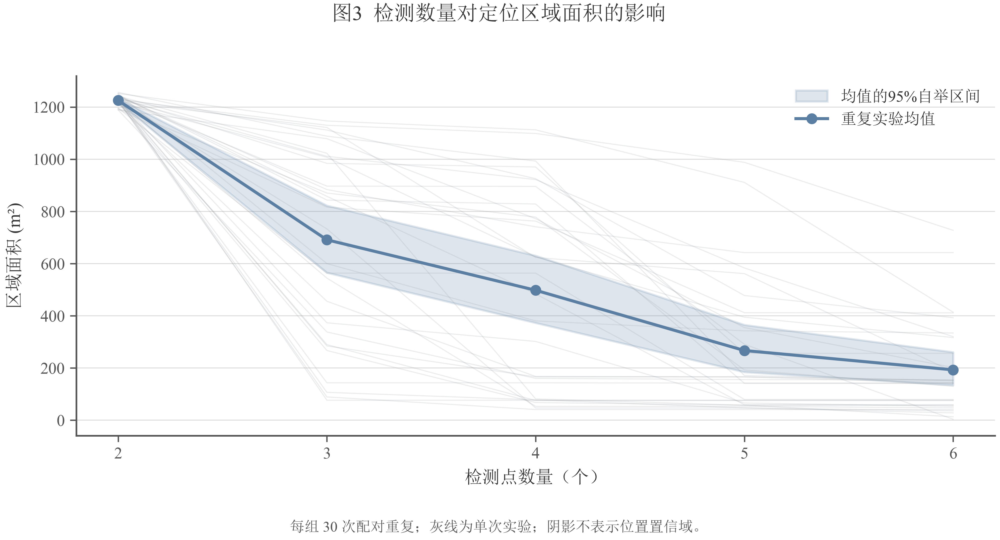 图3 检测数量对定位区域面积的影响
均值的95%自举区间
重复实验均值
区域面积 (m²)
1200
1000
800
600
400
200
0
2 3 4 5 6
检测点数量（个）
每组 30 次配对重复；灰线为单次实验；阴影不表示位置置信域。